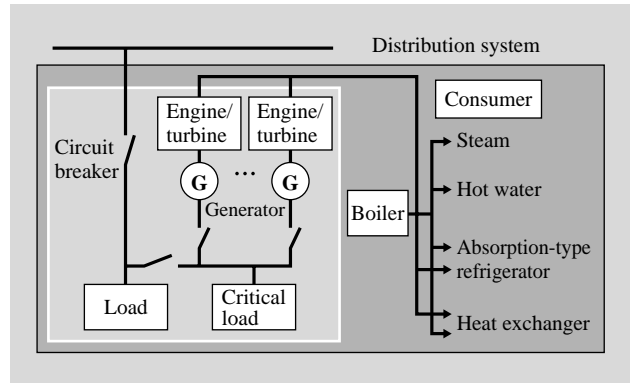 Distribution system
Consumer
Engine/
turbine
Engine/
turbine
Circuit
breaker
G
...
G
Generator
Load
Critical
load
Boiler
Steam
Hot water
Absorption-type
refrigerator
Heat exchanger